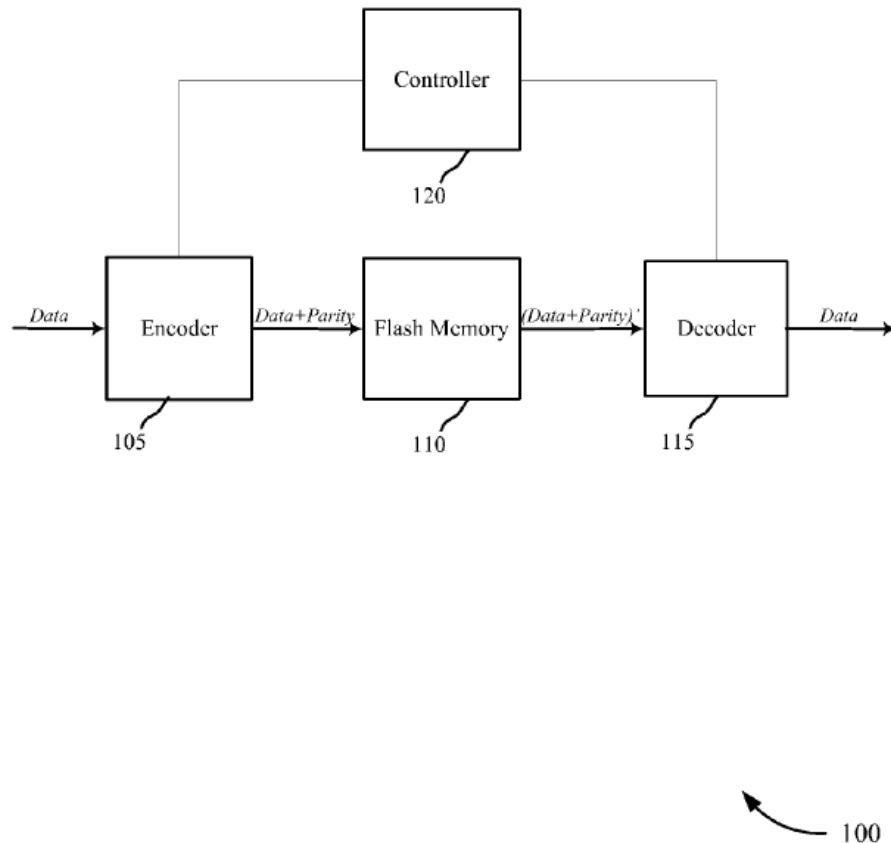 Controller
120
Data
Encoder
Data+Parity
Flash Memory
(Data+Parity)'
Decoder
Data
105
110
115
100